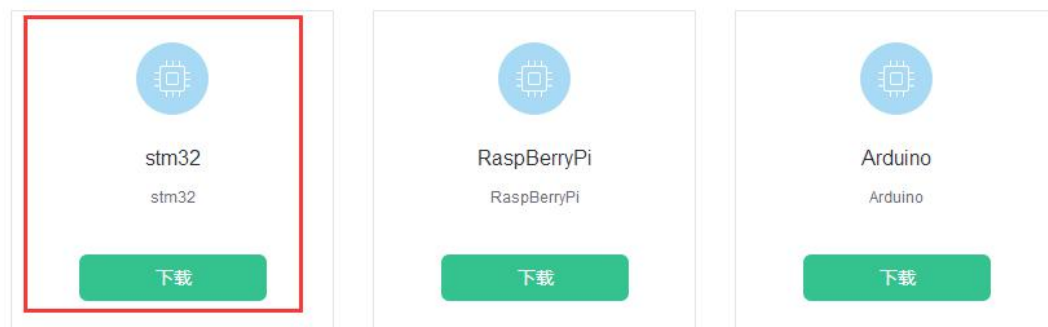 stm32
stm32
下载
RaspBerryPi
RaspBerryPi
下载
Arduino
Arduino
下载